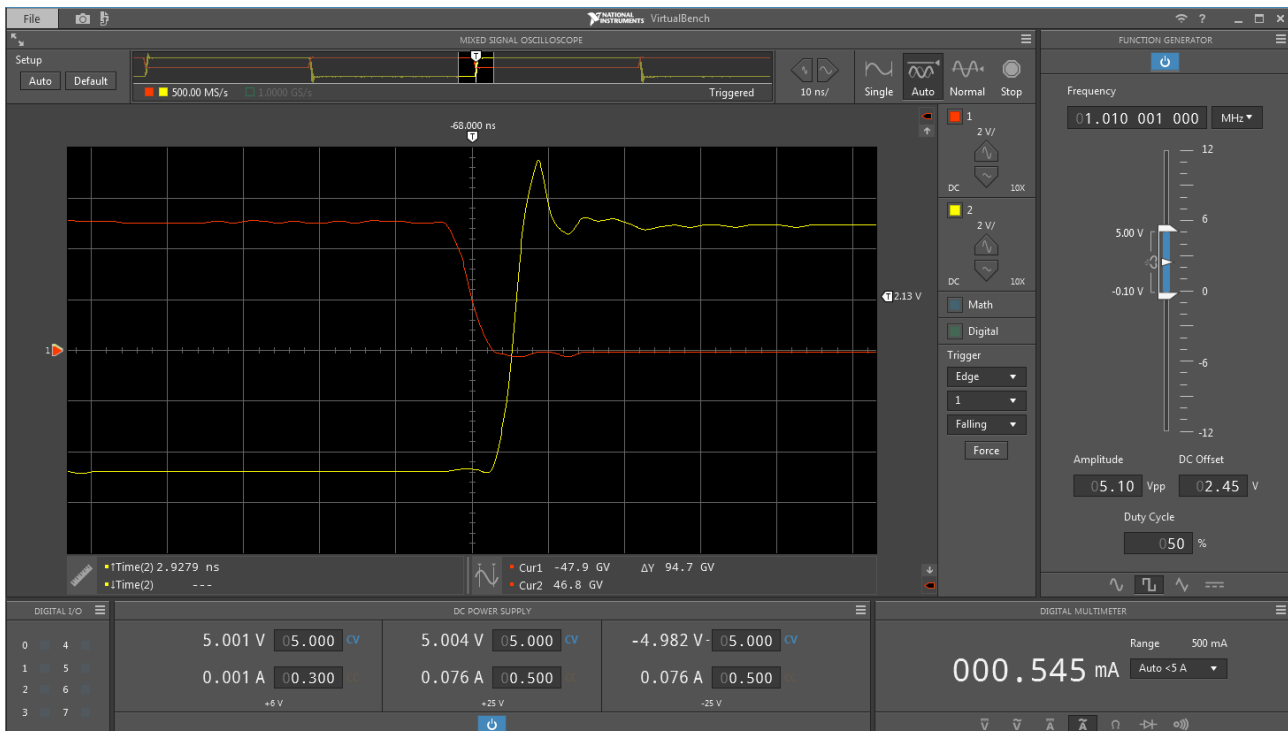 File NATIONAL INSTRUMENTS VirtualBench ?
MIXED SIGNAL OSCILLOSCOPE
Setup
Auto Default
500.00 MS/s 1.0000 GS/s Triggered
10 ns/
Single Auto Normal Stop
-68.000 ns
T
1
2 V/
DC 10X
2
2 V/
DC 10X
T 2.13 V
1
Math
Digital
Trigger
Edge
1
Falling
Force
↑Time(2) 2.9279 ns
↓Time(2) ---
Cur1 -47.9 GV ΔY 94.7 GV
Cur2 46.8 GV
FUNCTION GENERATOR
Frequency
01.010 001 000 MHz
12
6
5.00 V
-0.10 V 0
-6
-12
Amplitude DC Offset
05.10 Vpp 02.45 V
Duty Cycle
050 %
DIGITAL I/O
0 4
1 5
2 6
3 7
DC POWER SUPPLY
5.001 V 05.000 CV 5.004 V 05.000 CV -4.982 V - 05.000 CV
0.001 A 00.300 0.076 A 00.500 0.076 A 00.500
+6 V +25 V -25 V
DIGITAL MULTIMETER
Range 500 mA
000.545 mA Auto <5 A
V V A A Ω